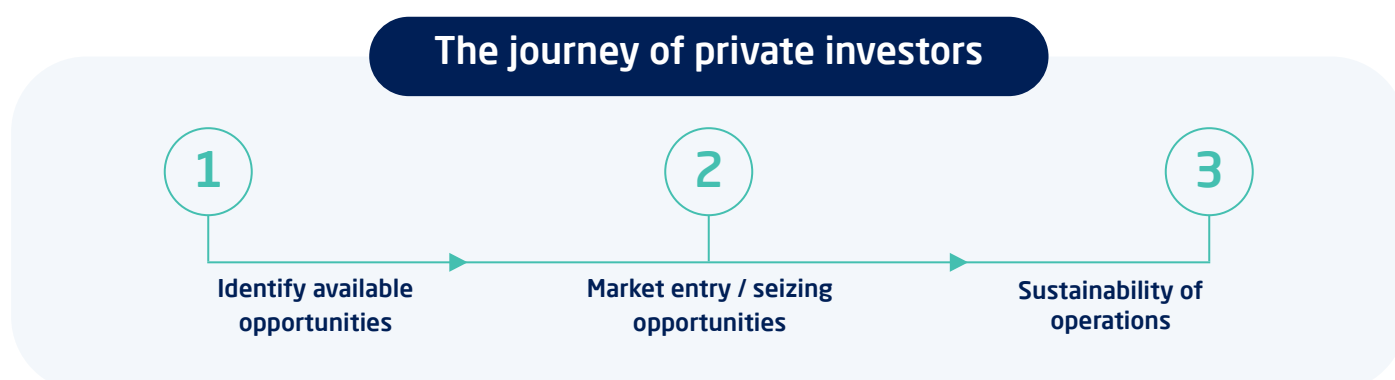 The journey of private investors
1
2
3
Identify available
opportunities
Market entry / seizing
opportunities
Sustainability of
operations